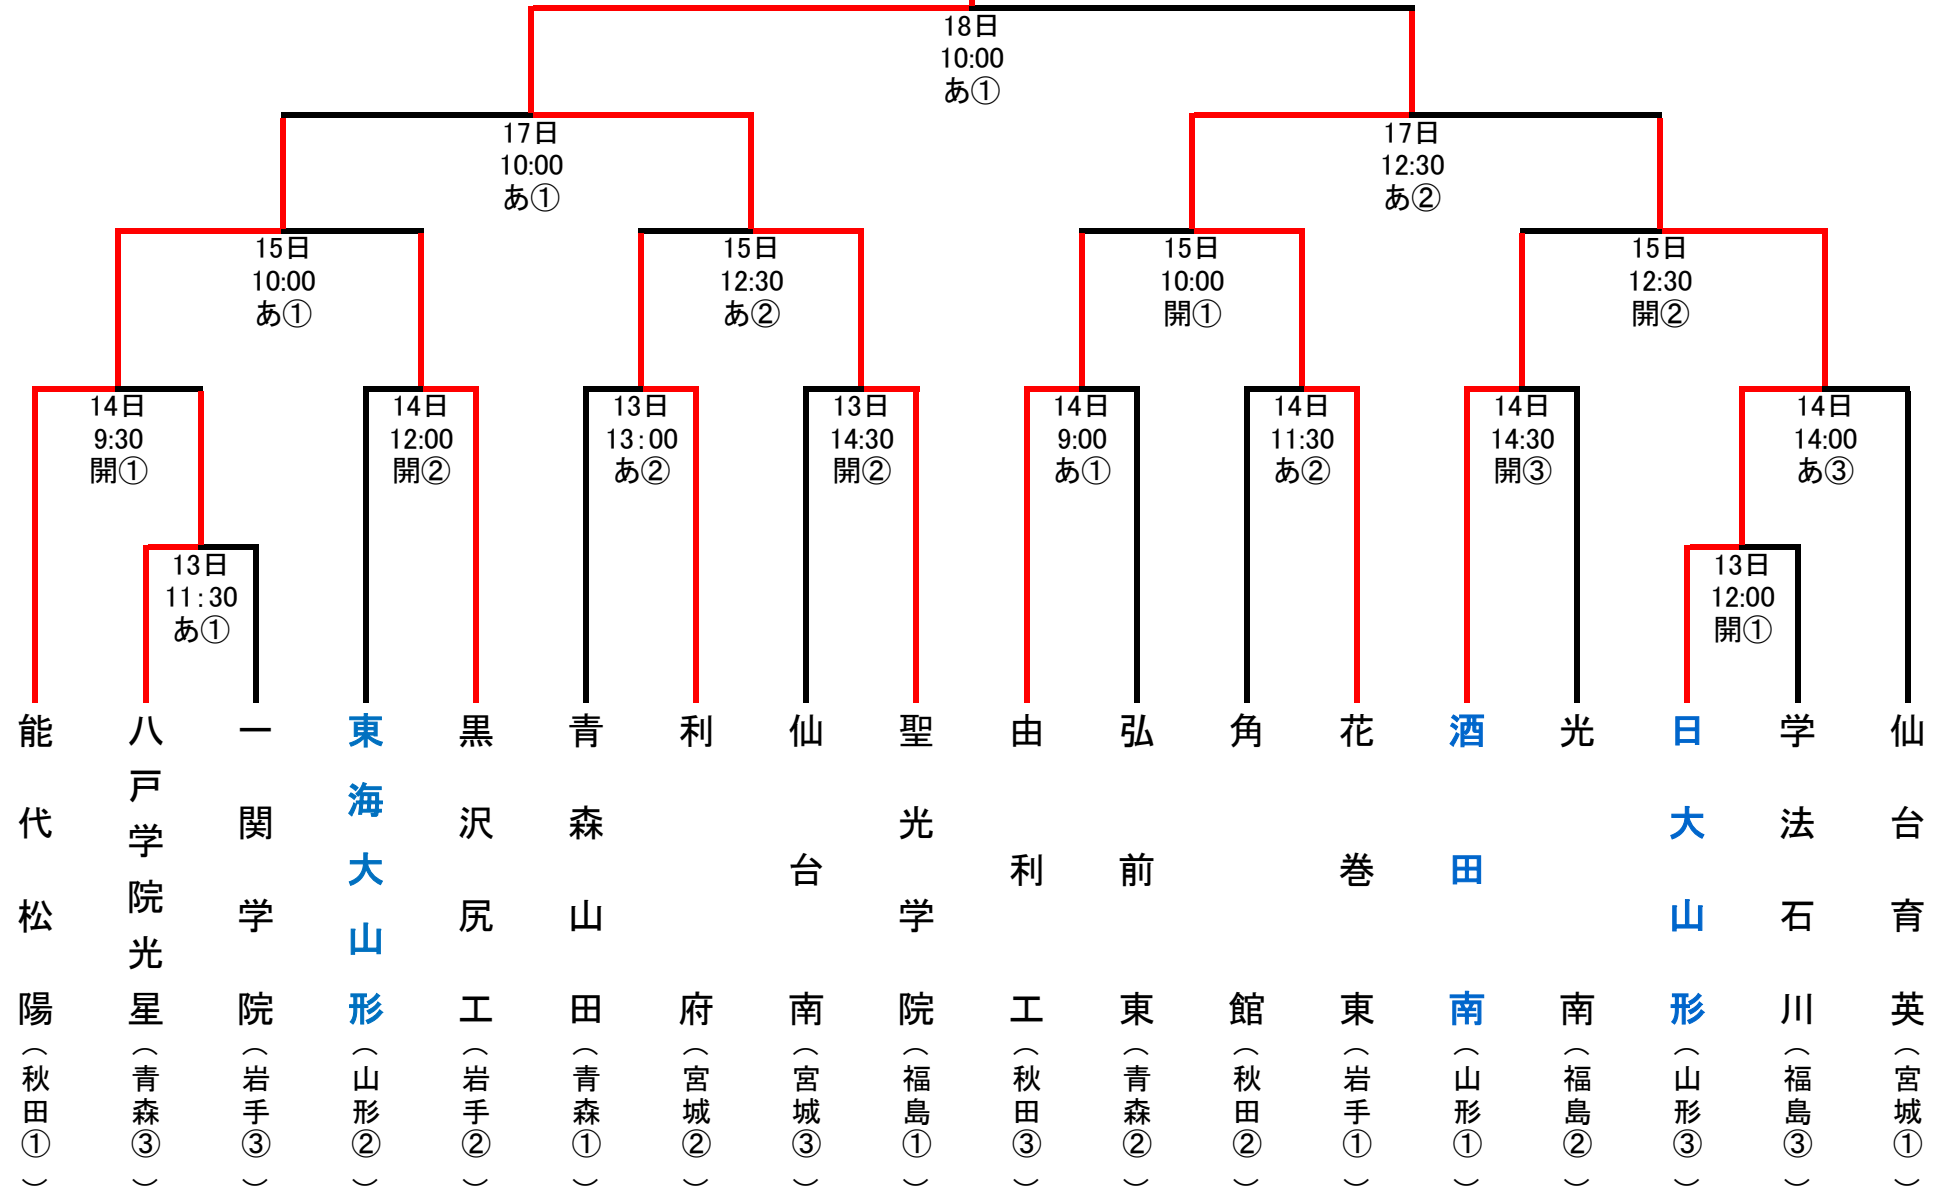 18日
10:00
あ①
17日
10:00
あ①
17日
12:30
あ②
15日
10:00
あ①
15日
12:30
あ②
15日
10:00
開①
15日
12:30
開②
14日
9:30
開①
14日
12:00
開②
13日
13:00
あ②
13日
14:30
開②
14日
9:00
あ①
14日
11:30
あ②
14日
14:30
開③
14日
14:00
あ③
13日
11:30
あ①
13日
12:00
開①
能代松陽(秋田①)
八戸学院光星(青森③)
一関学院(岩手③)
東海大山形(山形②)
黒沢尻工(岩手②)
青森山田(青森①)
利府(宮城②)
仙台南(宮城③)
聖光学院(福島①)
由利工(秋田③)
弘前東(青森②)
角館(秋田②)
花巻東(岩手①)
酒田南(山形①)
光南(福島②)
日大山形(山形③)
学法石川(福島③)
仙台育英(宮城①)